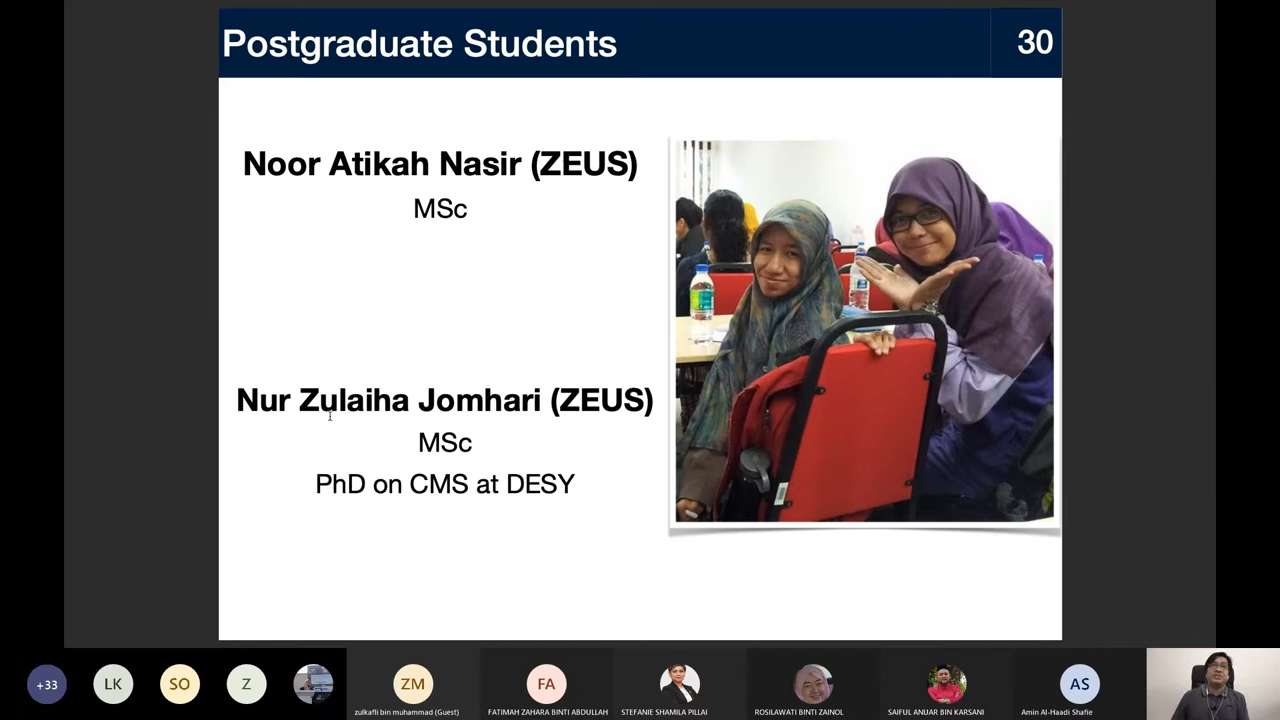 Postgraduate Students
30
Noor Atikah Nasir (ZEUS)
MSc
Nur Zulaiha Jomhari (ZEUS)
MSc
PhD on CMS at DESY
+33
LK
SO
Z
ZM
FA
AS
zulkafli bin muhammad (Guest)
FATIMAH ZAHARA BINTI ABDULLAH
STEFANIE SHAMILA PILLAI
ROSILAWATI BINTI ZAINOL
SAIFUL ANUAR BIN KARSANI
Amin Al-Haadi Shafie